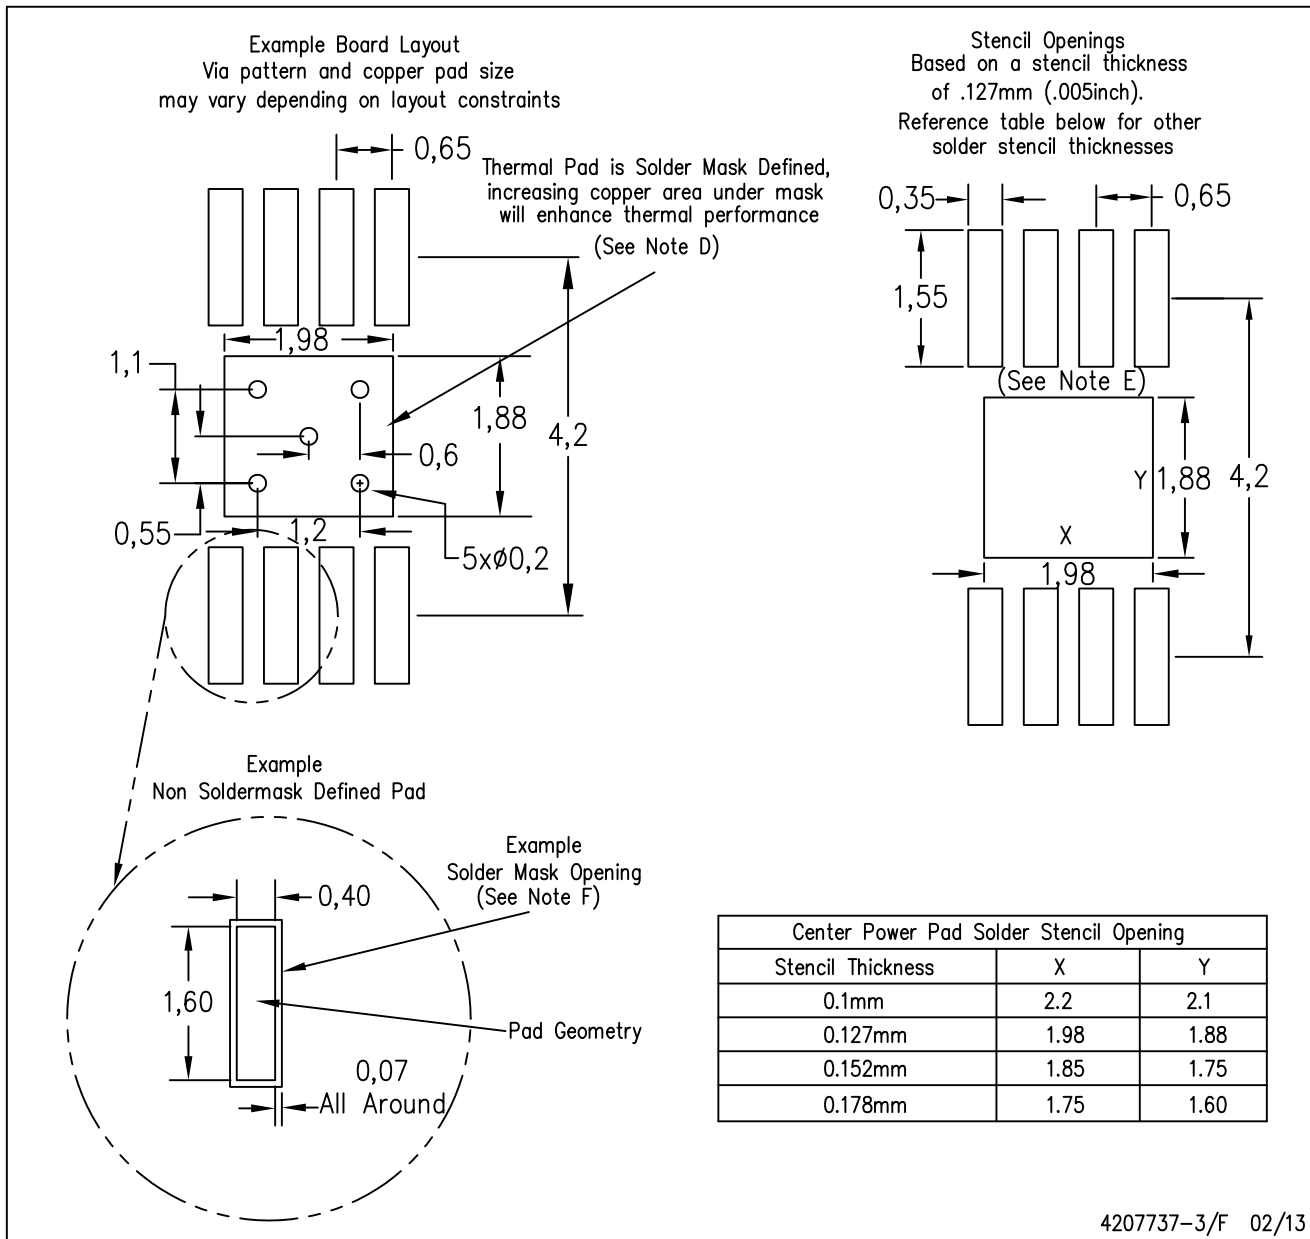 Example Board Layout
Via pattern and copper pad size
may vary depending on layout constraints
0,65
Thermal Pad is Solder Mask Defined,
increasing copper area under mask
will enhance thermal performance
(See Note D)
1,98
1,1
1,88
4,2
0,6
0,55
1,2
5xø0,2
Stencil Openings
Based on a stencil thickness
of .127mm (.005inch).
Reference table below for other
solder stencil thicknesses
0,35
0,65
1,55
(See Note E)
Y 1,88
4,2
X
1,98
Example
Non Soldermask Defined Pad
Example
Solder Mask Opening
(See Note F)
0,40
1,60
Pad Geometry
0,07
All Around
Center Power Pad Solder Stencil Opening
Stencil Thickness X Y
0.1mm 2.2 2.1
0.127mm 1.98 1.88
0.152mm 1.85 1.75
0.178mm 1.75 1.60
4207737-3/F 02/13